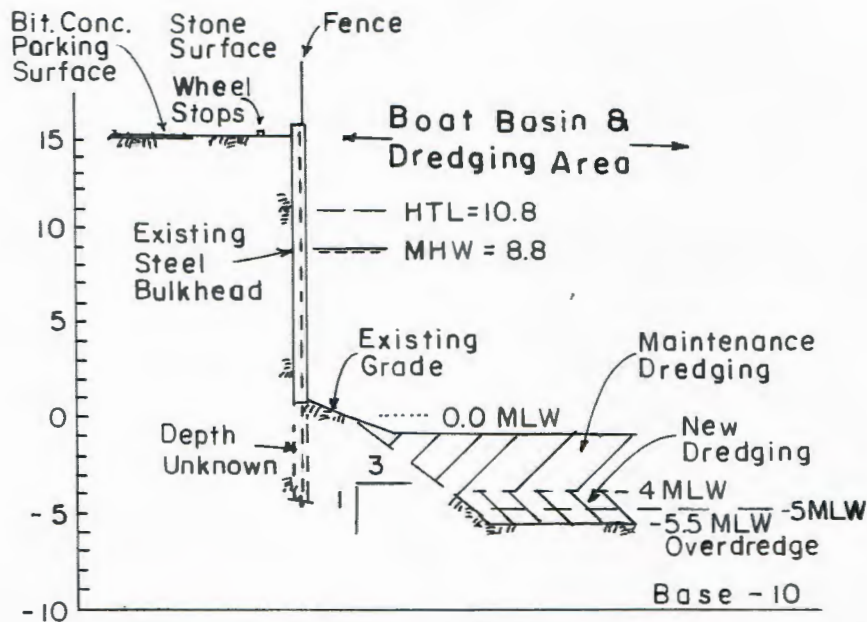 Bit. Conc.
Parking
Surface
Stone
Surface
Wheel
Stops
Fence
Boat Basin &
Dredging Area
15
10
5
0
-5
-10
HTL = 10.8
MHW = 8.8
Existing
Steel
Bulkhead
Existing
Grade
Maintenance
Dredging
0.0 MLW
New
Dredging
Depth
Unknown
3
1
-4 MLW
-5MLW
-5.5 MLW
Overdredge
Base -10